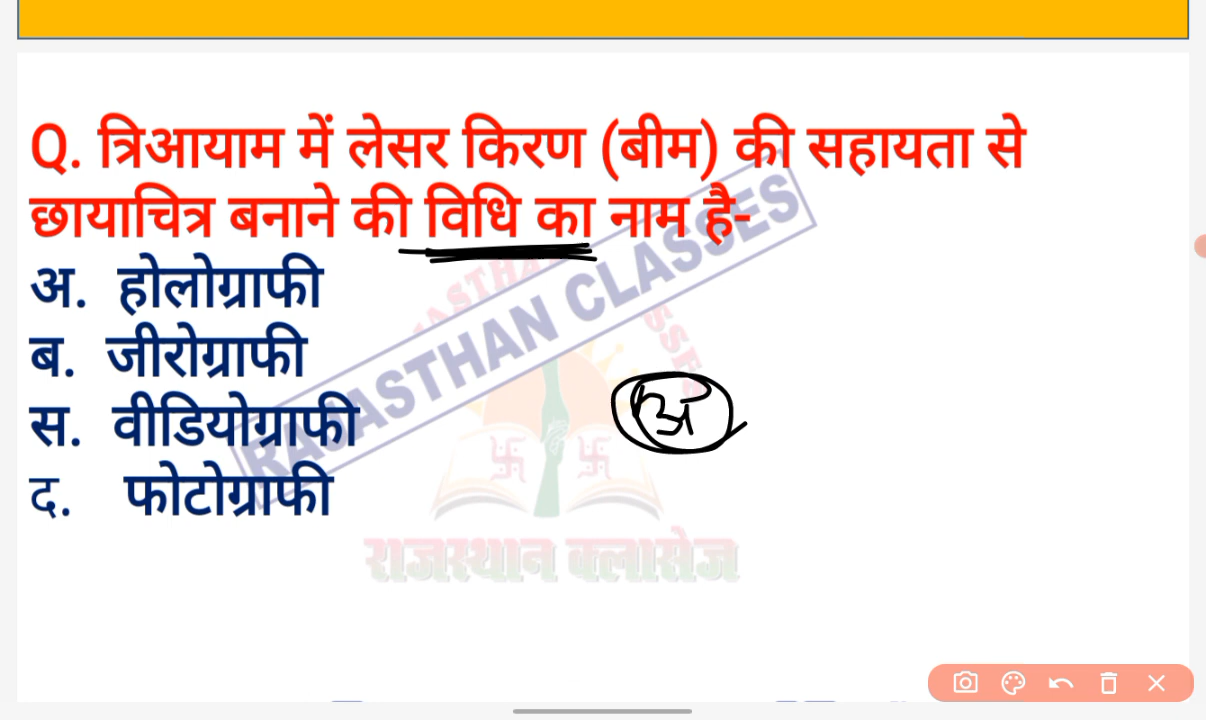 Q. त्रिआयाम में लेसर किरण (बीम) की सहायता से
छायाचित्र बनाने की विधि का नाम है-
अ. होलोग्राफी
ब. जीरोग्राफी
स. वीडियोग्राफी
द. फोटोग्राफी
अ
RAJASTHAN CLASSES
राजस्थान क्लासेज